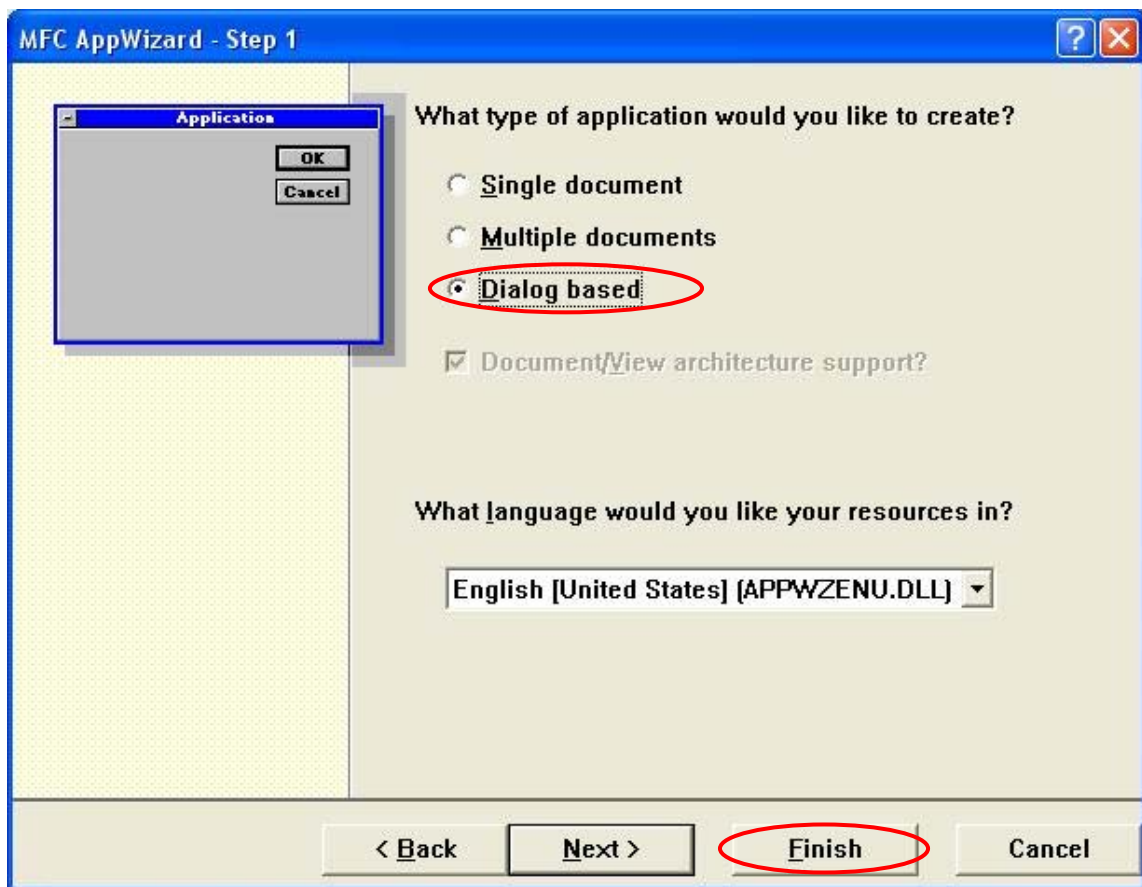 MFC AppWizard - Step 1
Application
OK
Cancel
What type of application would you like to create?
Single document
Multiple documents
Dialog based
Document/View architecture support?
What language would you like your resources in?
English [United States] (APPWZENU.DLL)
< Back Next > Finish Cancel